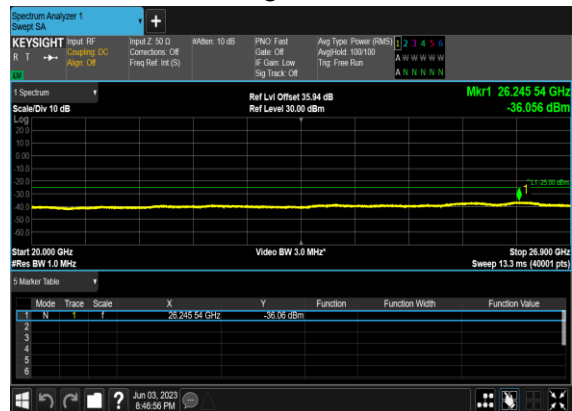 Spectrum Analyzer 1
Swept SA
+
KEYSIGHT
R T
LW
Input: RF
Coupling: DC
Align: Off
Input Z: 50 Ω
Corrections: Off
Freq Ref: Int (S)
#Atten: 10 dB
PNO: Fast
Gate: Off
IF Gain: Low
Sig Track: Off
Avg Type: Power (RMS)
Avg|Hold: 100/100
Trig: Free Run
1 2 3 4 5 6
A W W W W W
A N N N N N
1 Spectrum
Scale/Div 10 dB
Ref Lvl Offset 35.94 dB
Ref Level 30.00 dBm
Mkr1 26.245 54 GHz
-36.056 dBm
Log
20.0
10.0
0.00
-10.0
-20.0
-30.0
-40.0
-50.0
-60.0
1
Start 20.000 GHz
#Res BW 1.0 MHz
Video BW 3.0 MHz*
Stop 26.900 GHz
Sweep 13.3 ms (40001 pts)
5 Marker Table
Mode Trace Scale X Y Function Function Width Function Value
1 N 1 f 26.245 54 GHz -36.06 dBm
2
3
4
5
6
?
Jun 03, 2023
8:46:56 PM